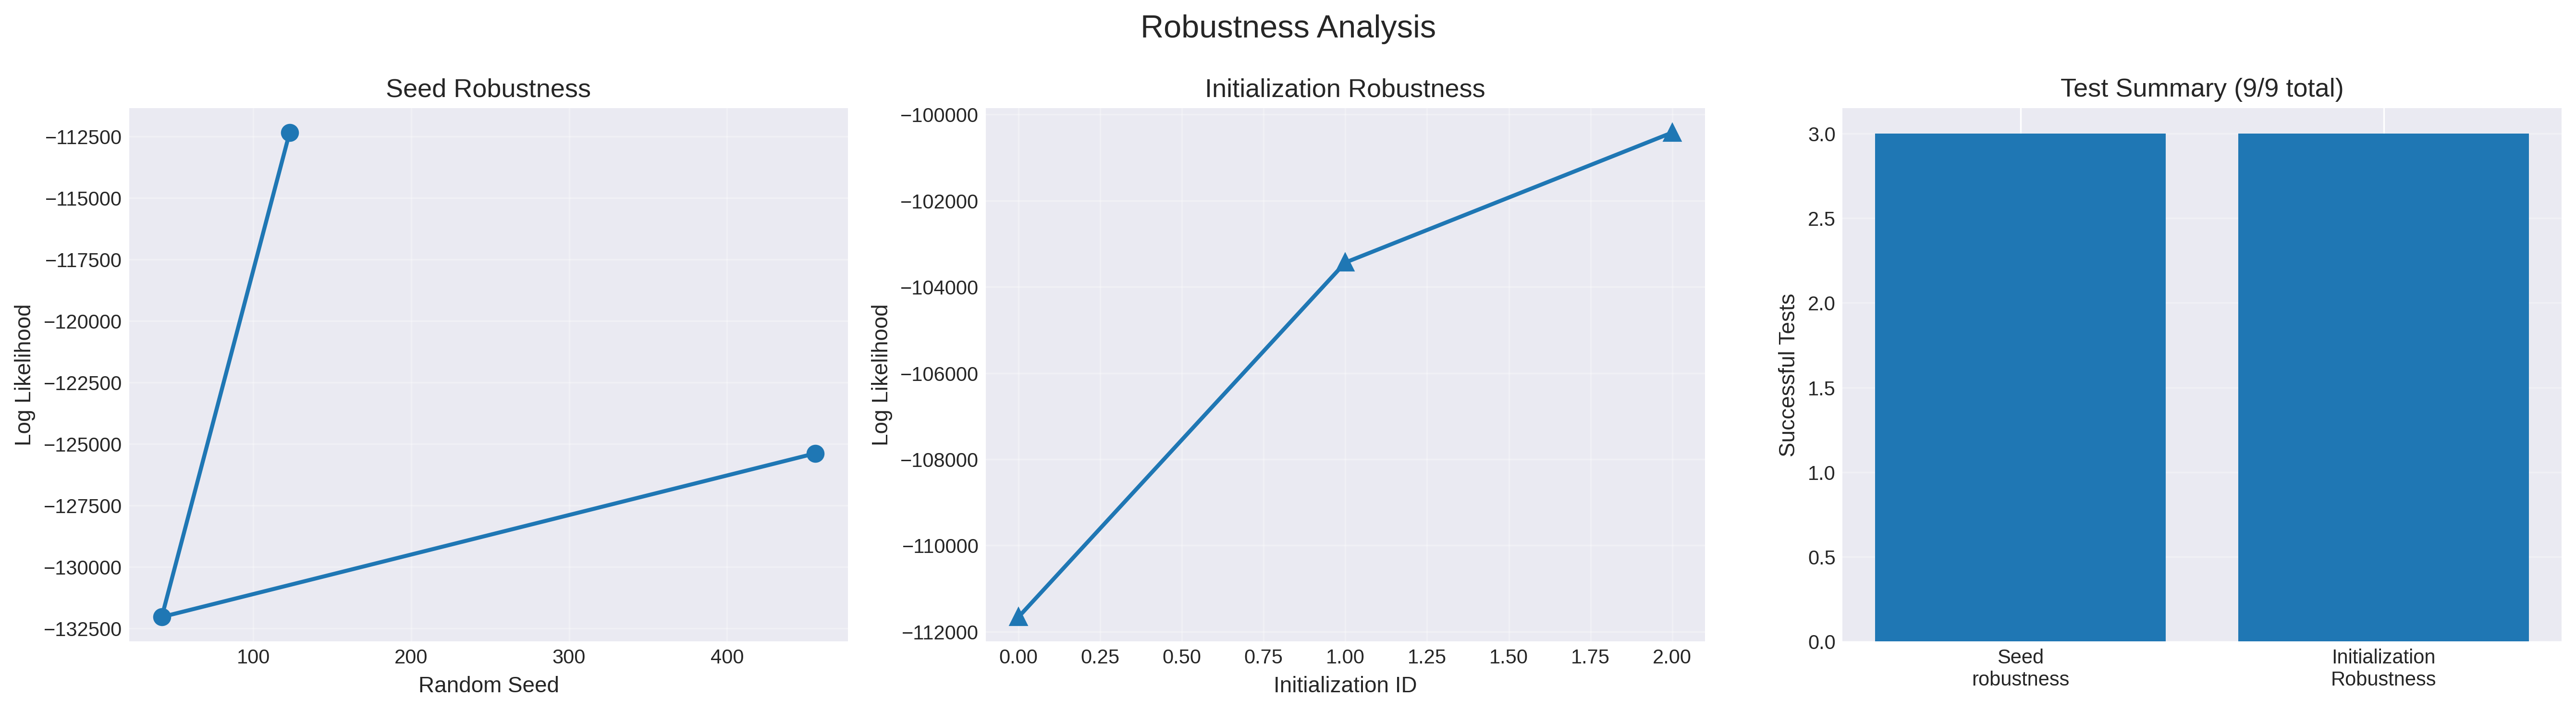 Robustness Analysis
Seed Robustness
−112500
−115000
−117500
−120000
−122500
−125000
−127500
−130000
−132500
Log Likelihood
100
200
300
400
Random Seed
Initialization Robustness
−100000
−102000
−104000
−106000
−108000
−110000
−112000
Log Likelihood
0.00
0.25
0.50
0.75
1.00
1.25
1.50
1.75
2.00
Initialization ID
Test Summary (9/9 total)
3.0
2.5
2.0
1.5
1.0
0.5
0.0
Successful Tests
Seed
robustness
Initialization
Robustness